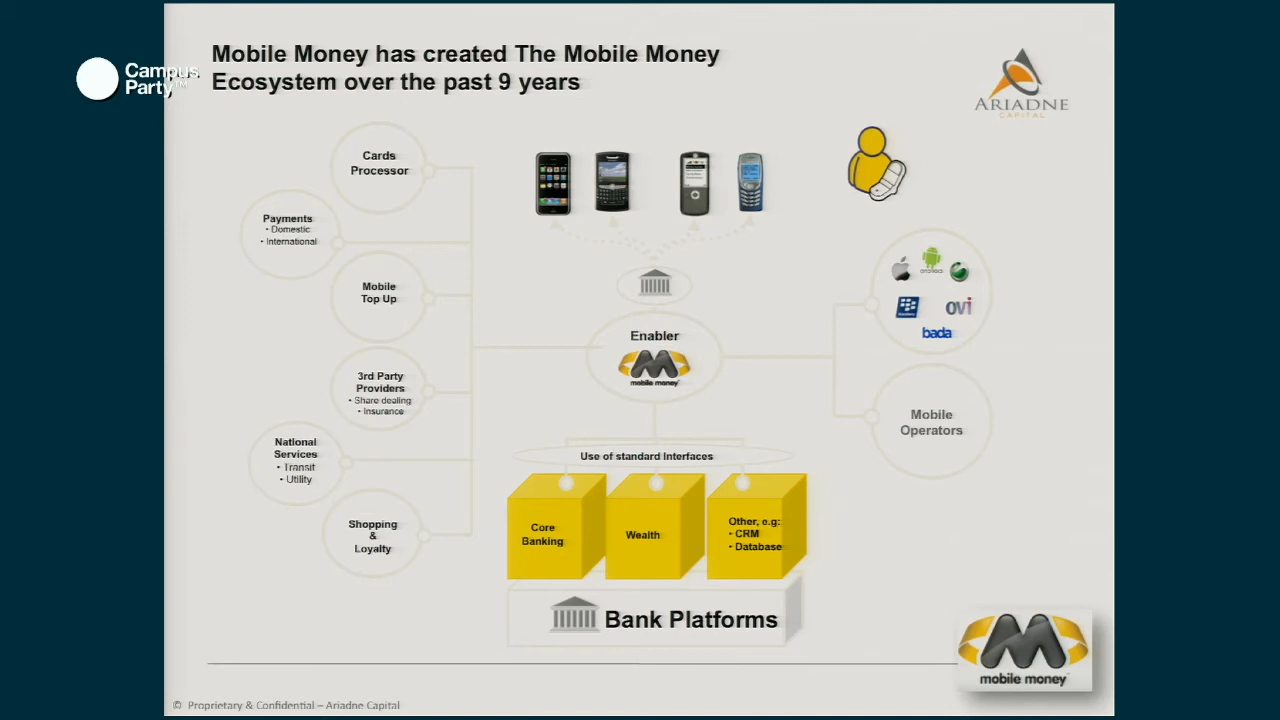 Mobile Money has created The Mobile Money
Ecosystem over the past 9 years
Campus
Party™
ARIADNE
CAPITAL
Cards
Processor
Payments
• Domestic
• International
Mobile
Top Up
3rd Party
Providers
• Share dealing
• Insurance
National
Services
• Transit
• Utility
Shopping
&
Loyalty
Enabler
mobile money
Use of standard Interfaces
Core
Banking
Wealth
Other, e.g:
• CRM
• Database
Bank Platforms
ANDROID
ovi
bada
Mobile
Operators
mobile money
© Proprietary & Confidential – Ariadne Capital